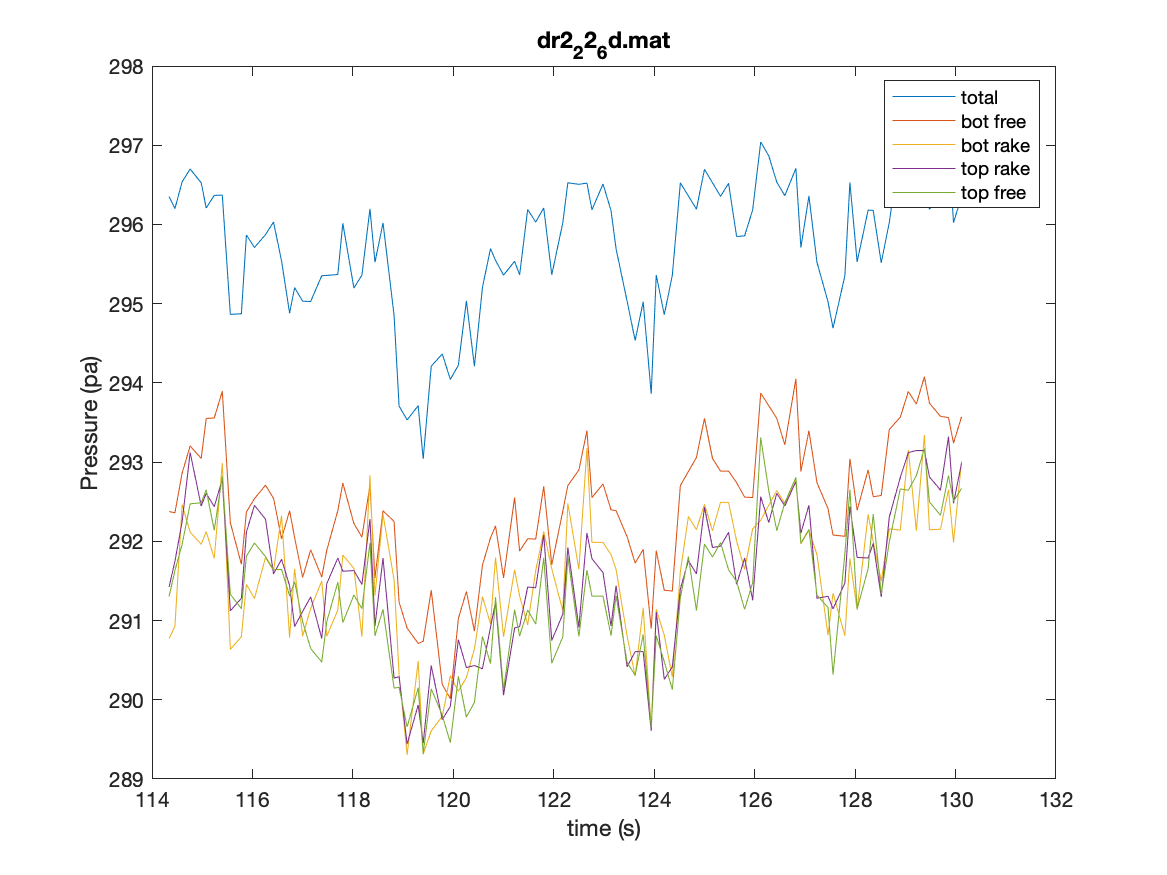 dr2₂2₆d.mat
298
297
296
295
294
293
292
291
290
289
Pressure (pa)
total
bot free
bot rake
top rake
top free
114 116 118 120 122 124 126 128 130 132
time (s)